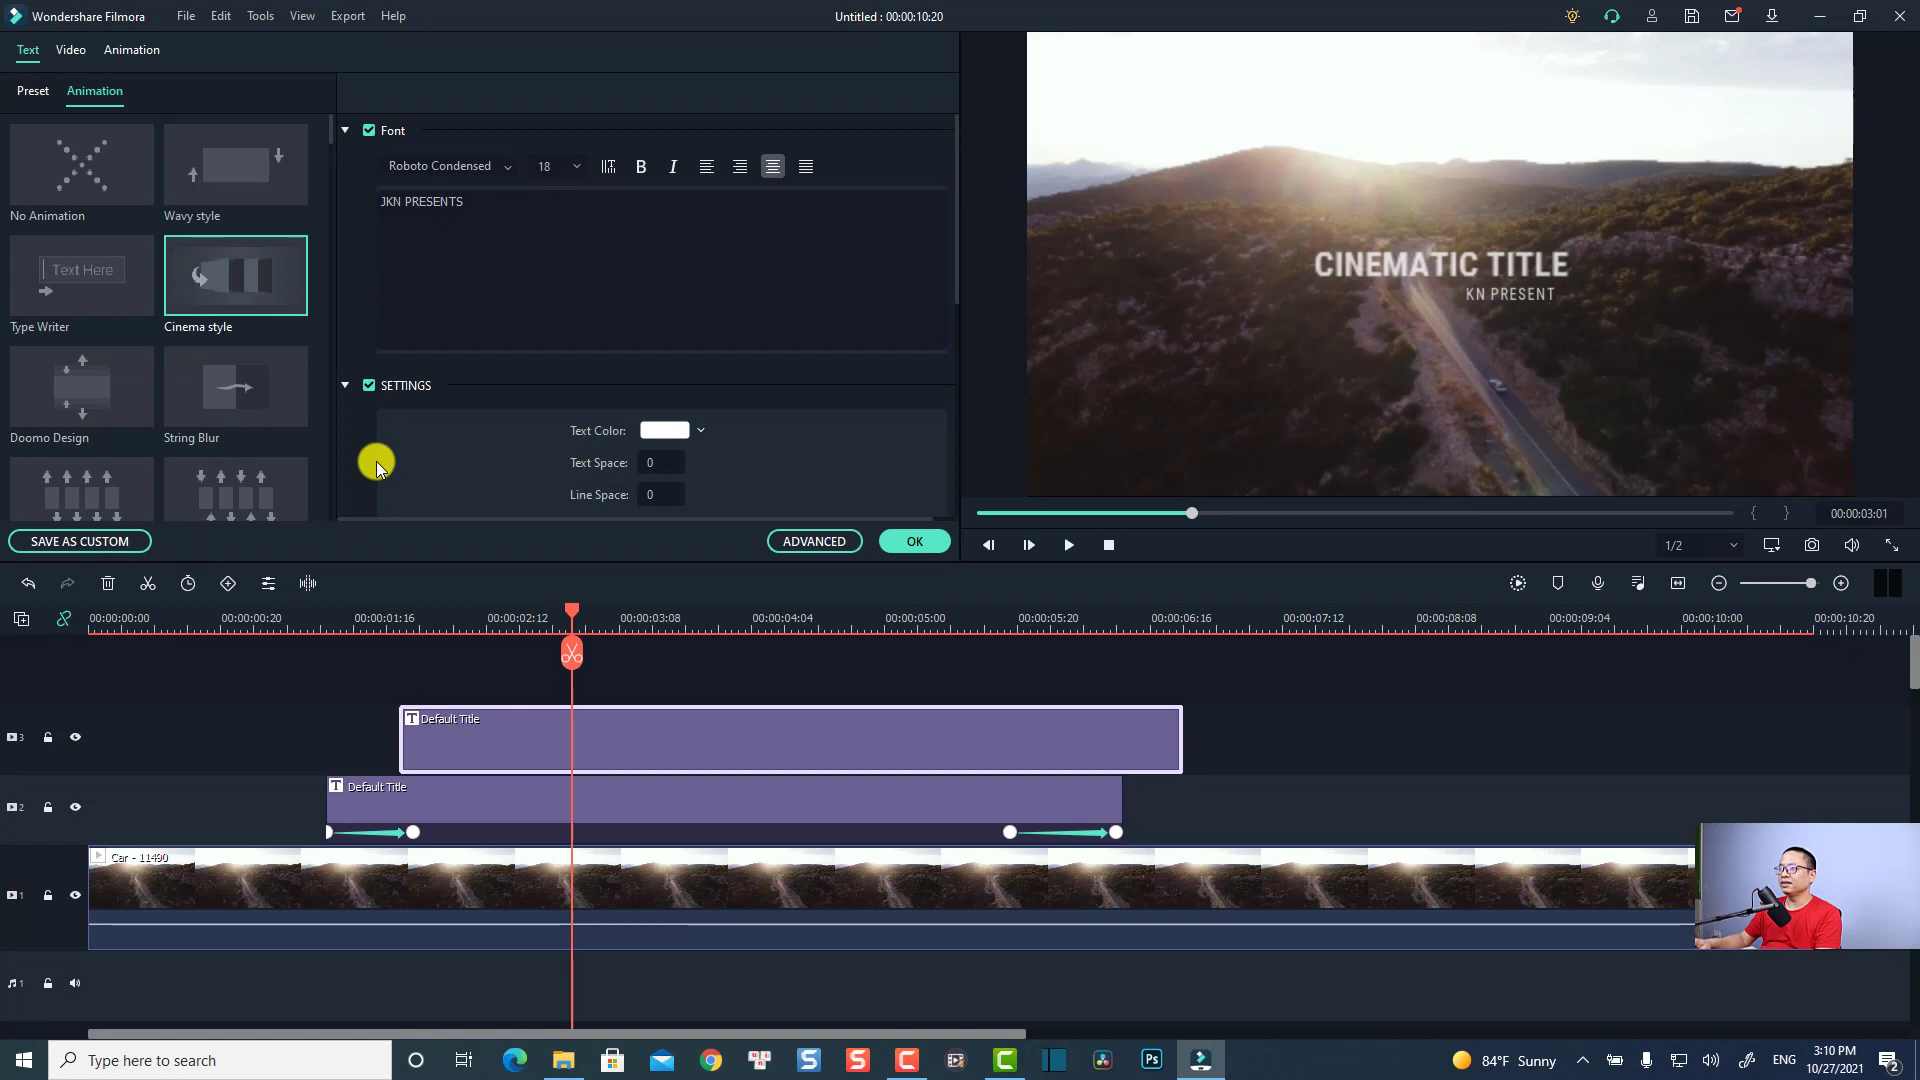 Wondershare Filmora File Edit Tools View Export Help Untitled : 00:00:10:20
Text Video Animation
Preset Animation
No Animation Wavy style
Text Here
Type Writer Cinema style
Doomo Design String Blur
SAVE AS CUSTOM
Font
Roboto Condensed 18 B I
JKN PRESENTS
SETTINGS
Text Color:
Text Space: 0
Line Space: 0
ADVANCED OK
CINEMATIC TITLE
KN PRESENT
{ } 00:00:03:01
1/2
00:00:00:00 00:00:00:20 00:00:01:16 00:00:02:12 00:00:03:08 00:00:04:04 00:00:05:00 00:00:05:20 00:00:06:16 00:00:07:12 00:00:08:08 00:00:09:04 00:00:10:00 00:00:10:20
3 T Default Title
2 T Default Title
Car - 11490
1
1
Type here to search
S S C C Ps
84°F Sunny ENG 3:10 PM
10/27/2021 2